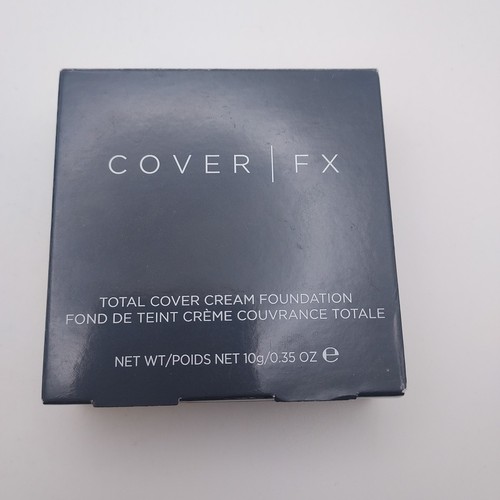 COVER | FX
TOTAL COVER CREAM FOUNDATION
FOND DE TEINT CRÈME COUVRANCE TOTALE
NET WT/POIDS NET 10g/0.35 OZ ℮